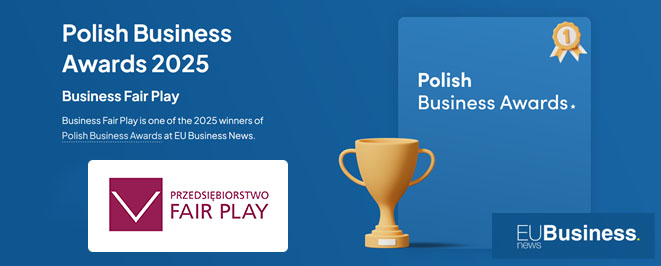 Polish Business
Awards 2025
Business Fair Play
Business Fair Play is one of the 2025 winners of
Polish Business Awards at EU Business News.
PRZEDSIĘBIORSTWO
FAIR PLAY
1
Polish
Business Awards
EUBusiness.
news